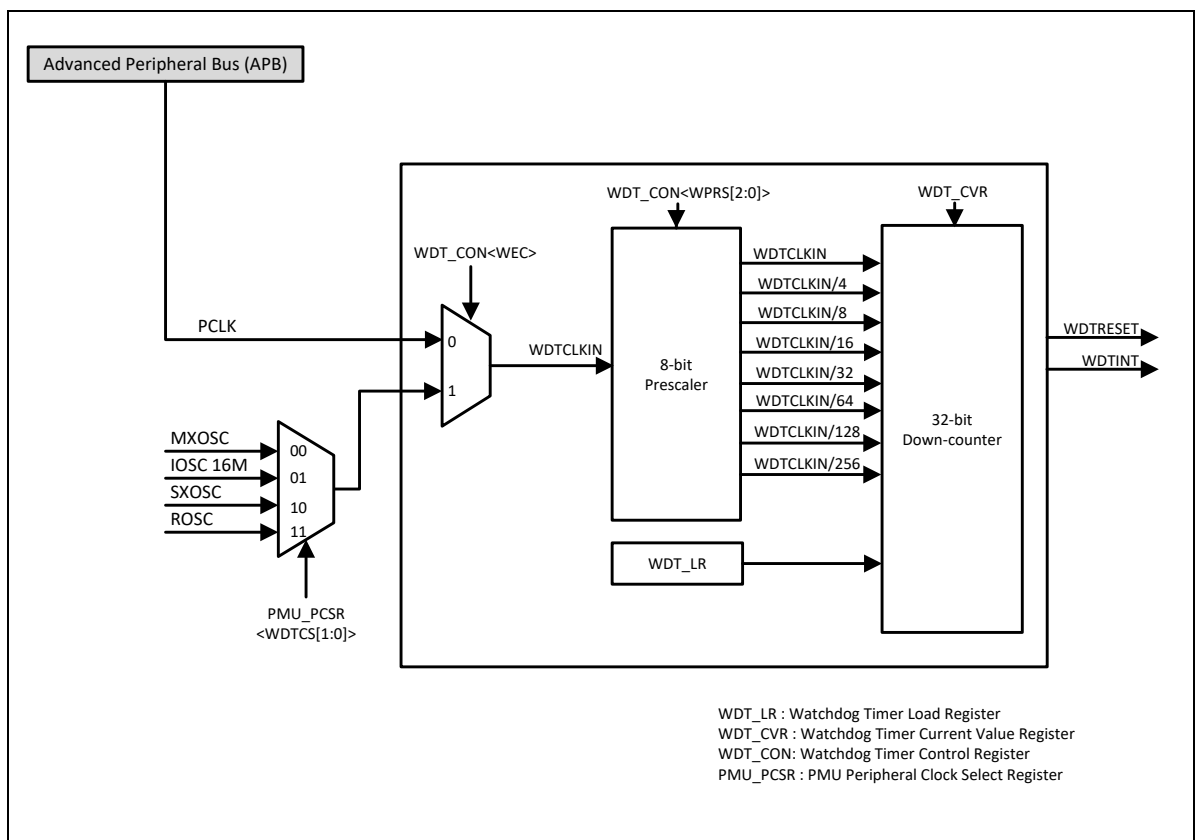 Advanced Peripheral Bus (APB)
WDT_CON<WPRS[2:0]>
WDT_CVR
WDT_CON<WEC>
WDTCLKIN
WDTCLKIN/4
WDTCLKIN/8
PCLK
0
WDTRESET
WDTCLKIN/16
WDTCLKIN
8-bit
Prescaler
WDTINT
WDTCLKIN/32
1
WDTCLKIN/64
32-bit
Down-counter
MXOSC
00
WDTCLKIN/128
IOSC 16M
01
WDTCLKIN/256
SXOSC
10
ROSC
11
WDT_LR
PMU_PCSR
<WDTCS[1:0]>
WDT_LR : Watchdog Timer Load Register
WDT_CVR : Watchdog Timer Current Value Register
WDT_CON: Watchdog Timer Control Register
PMU_PCSR : PMU Peripheral Clock Select Register